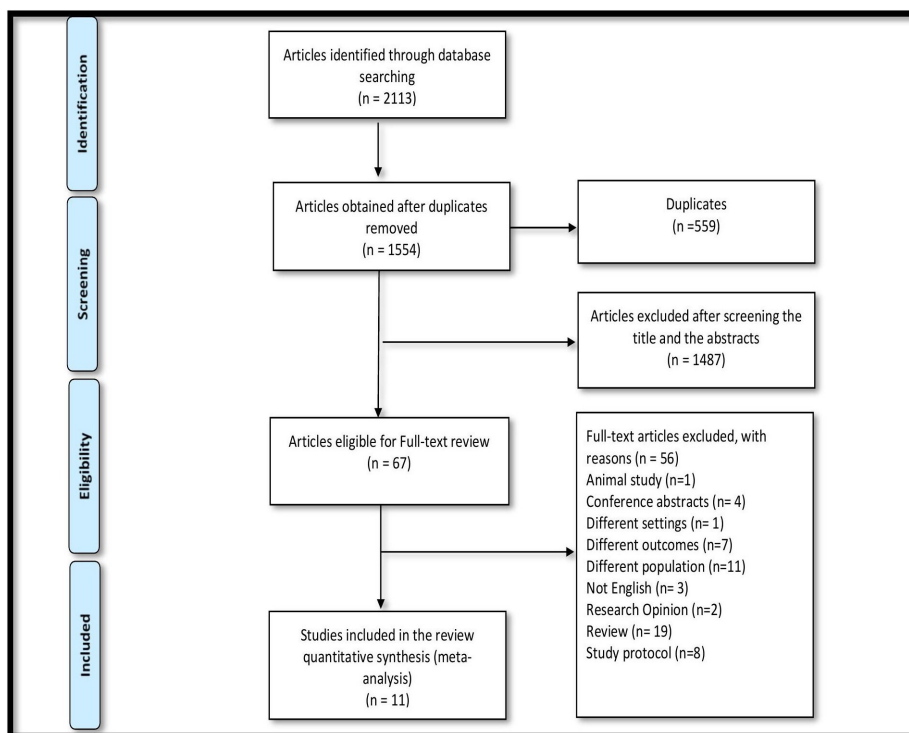 Identification
Articles identified through database
searching
(n = 2113)
Screening
Articles obtained after duplicates
removed
(n = 1554)
Duplicates
(n =559)
Articles excluded after screening the
title and the abstracts
n = 1487)
Eligibility
Articles eligible for Full-text review
(n = 67)
Full-text articles excluded, with
reasons (n = 56)
Animal study (n=1)
Conference abstracts (n= 4)
Different settings (n= 1)
Different outcomes (n=7)
Different population (n=11)
Not English (n= 3)
Research Opinion (n=2)
Review (n= 19)
Study protocol (n=8)
Included
Studies included in the review
quantitative synthesis (meta-
analysis)
(n = 11)